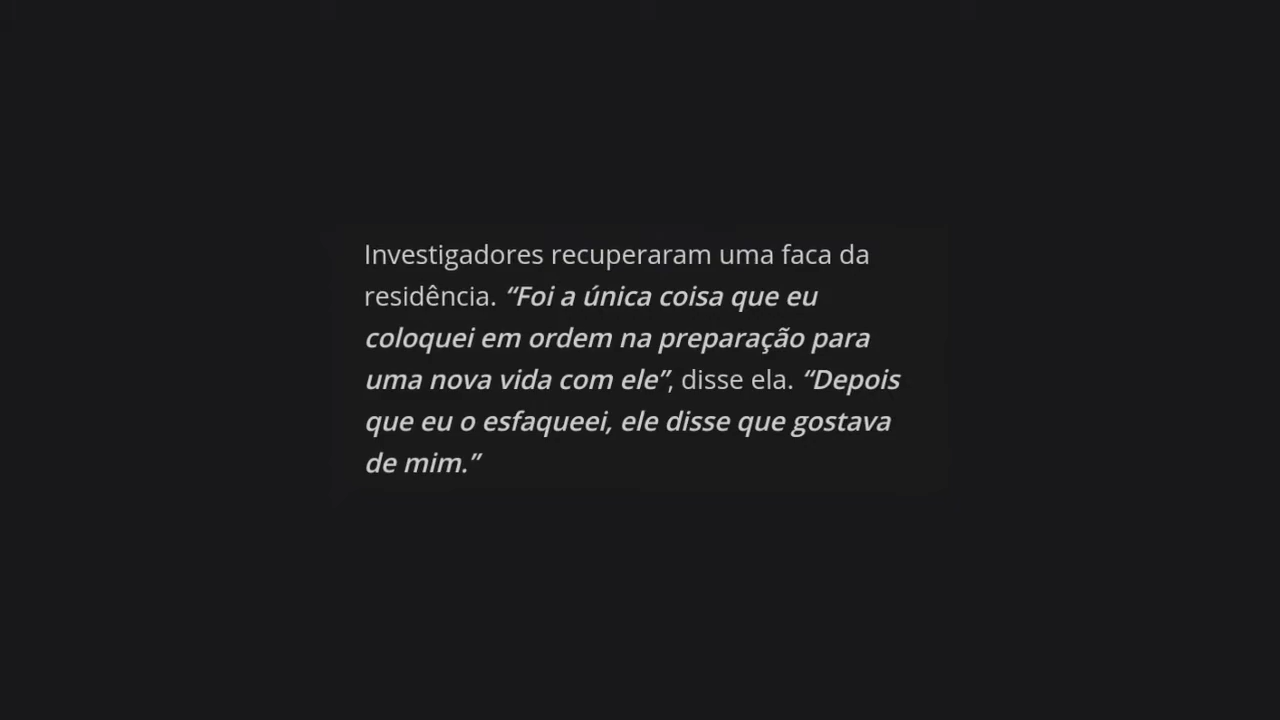 Investigadores recuperaram uma faca da
residência. “Foi a única coisa que eu
coloquei em ordem na preparação para
uma nova vida com ele”, disse ela. “Depois
que eu o esfaqueei, ele disse que gostava
de mim.”